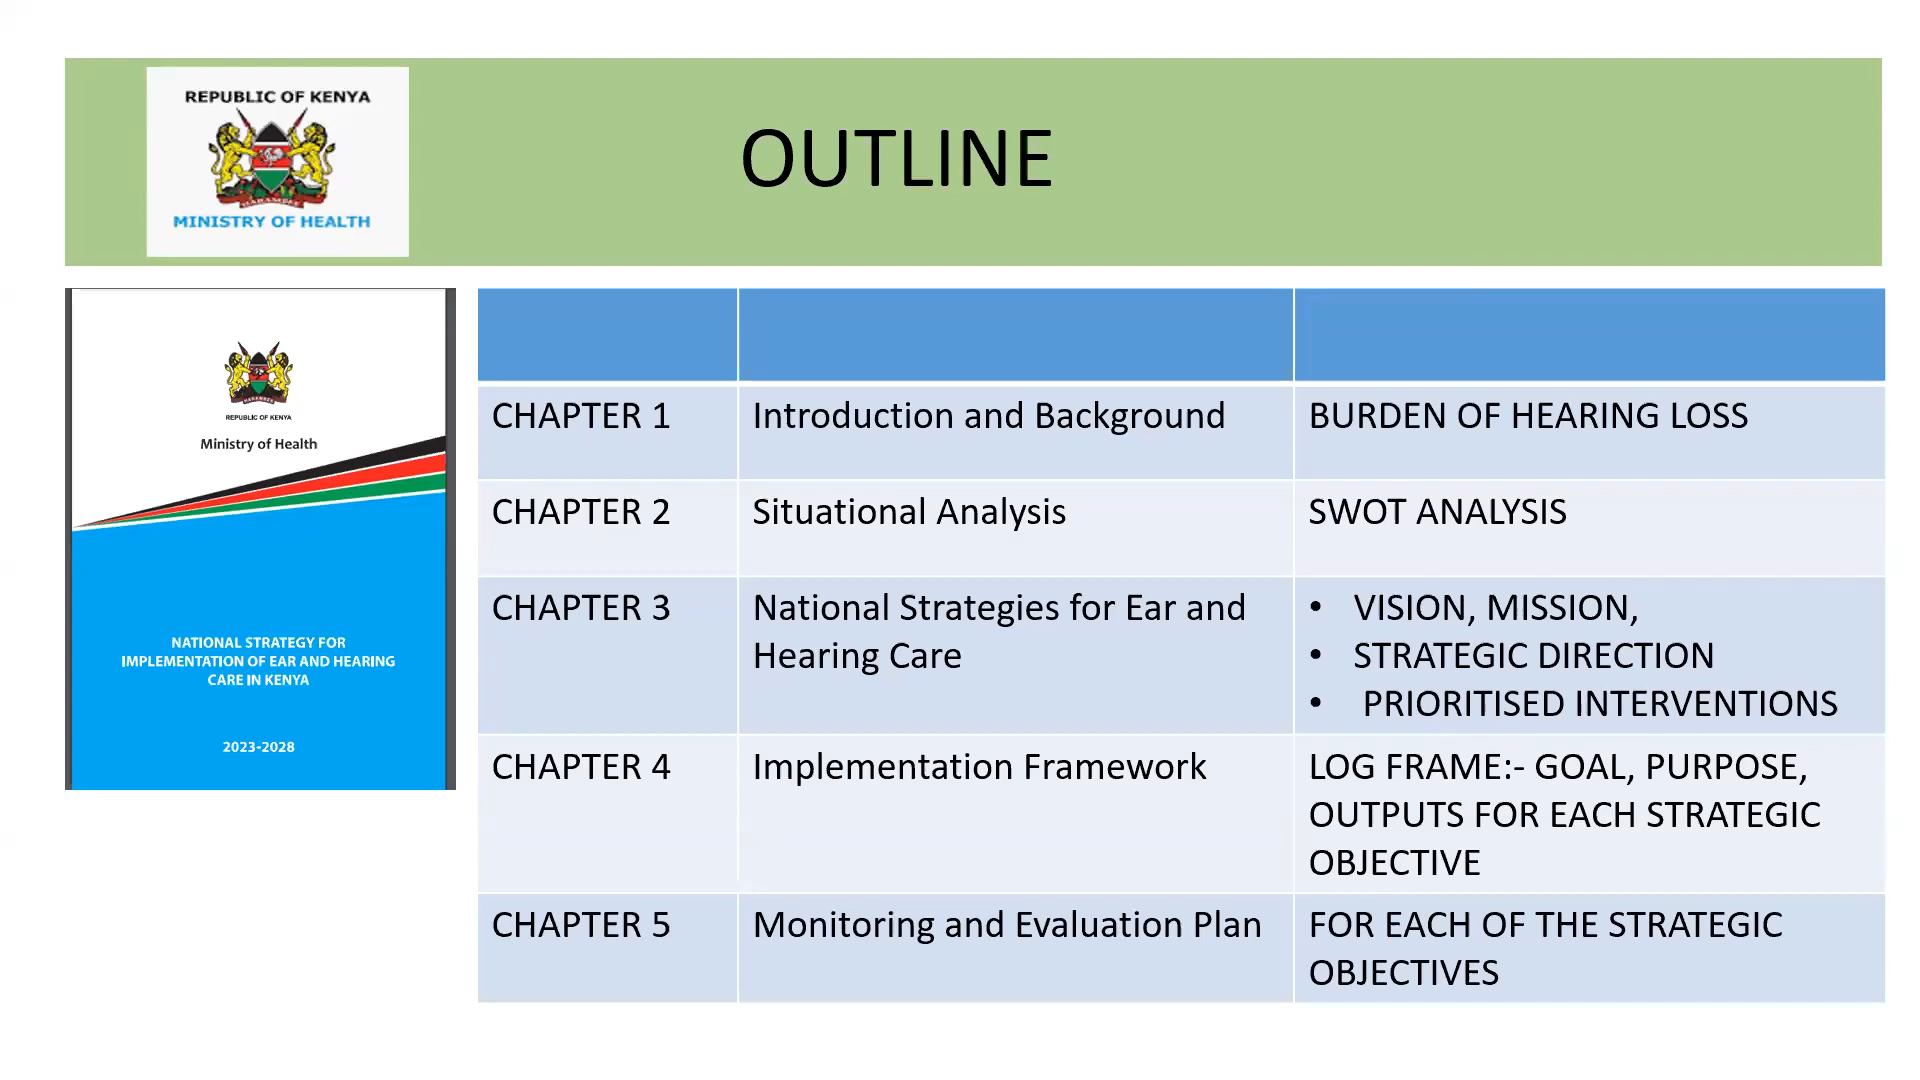 REPUBLIC OF KENYA
HARAMBEE
MINISTRY OF HEALTH
OUTLINE
REPUBLIC OF KENYA
Ministry of Health
NATIONAL STRATEGY FOR
IMPLEMENTATION OF EAR AND HEARING
CARE IN KENYA
2023-2028
CHAPTER 1
Introduction and Background
BURDEN OF HEARING LOSS
CHAPTER 2
Situational Analysis
SWOT ANALYSIS
CHAPTER 3
National Strategies for Ear and
Hearing Care
• VISION, MISSION,
• STRATEGIC DIRECTION
• PRIORITISED INTERVENTIONS
CHAPTER 4
Implementation Framework
LOG FRAME:- GOAL, PURPOSE,
OUTPUTS FOR EACH STRATEGIC
OBJECTIVE
CHAPTER 5
Monitoring and Evaluation Plan
FOR EACH OF THE STRATEGIC
OBJECTIVES